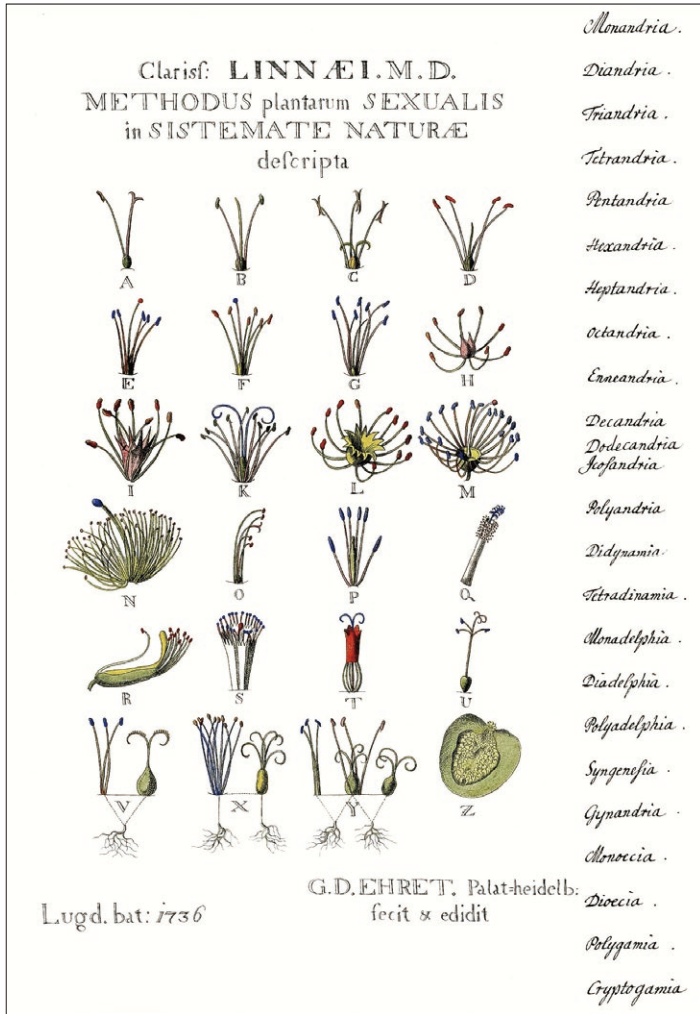 Clariſſ: LINNÆI. M. D.
METHODUS plantarum SEXUALIS
in SISTEMATE NATURÆ
deſcripta
A B C D
E F G H
I K L M
N O P Q
R S T U
V X Y Z
Lugd. bat: 1736
G.D. EHRET. Palat=heidelb:
fecit & edidit
Monandria.
Diandria.
Triandria.
Tetrandria.
Pentandria
Hexandria.
Heptandria.
Octandria.
Enneandria.
Decandria
Dodecandria
Jcosandria
Polyandria
Didynamia.
Tetradinamia.
Monadelphia.
Diadelphia.
Polyadelphia.
Syngeneſia.
Gynandria.
Monoecia.
Dioecia.
Polygamia.
Cryptogamia